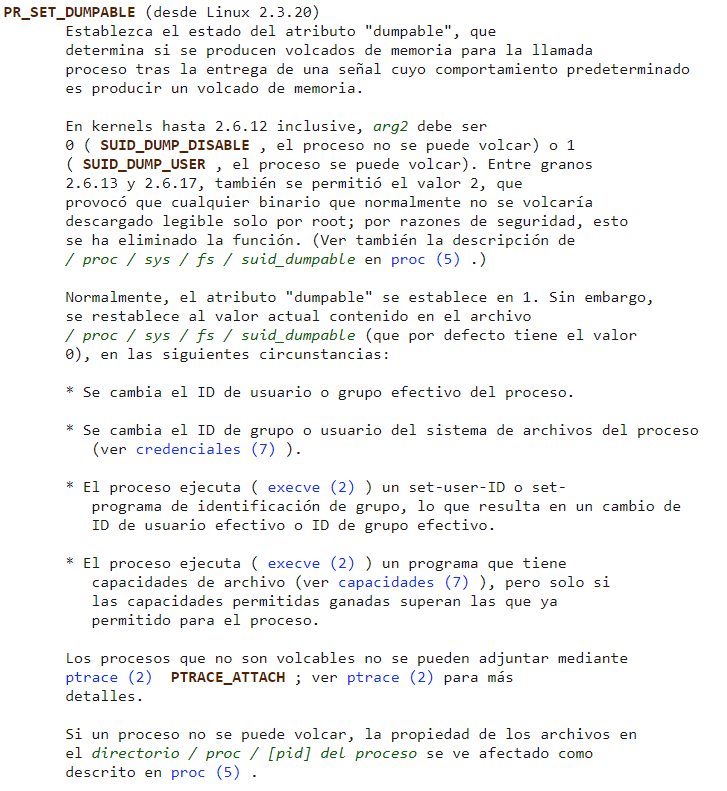 PR_SET_DUMPABLE (desde Linux 2.3.20)
Establezca el estado del atributo "dumpable", que
determina si se producen volcados de memoria para la llamada
proceso tras la entrega de una señal cuyo comportamiento predeterminado
es producir un volcado de memoria.
En kernels hasta 2.6.12 inclusive, arg2 debe ser
0 ( SUID_DUMP_DISABLE , el proceso no se puede volcar) o 1
( SUID_DUMP_USER , el proceso se puede volcar). Entre granos
2.6.13 y 2.6.17, también se permitió el valor 2, que
provocó que cualquier binario que normalmente no se volcaría
descargado legible solo por root; por razones de seguridad, esto
se ha eliminado la función. (Ver también la descripción de
/ proc / sys / fs / suid_dumpable en proc (5) .)
Normalmente, el atributo "dumpable" se establece en 1. Sin embargo,
se restablece al valor actual contenido en el archivo
/ proc / sys / fs / suid_dumpable (que por defecto tiene el valor
0), en las siguientes circunstancias:
* Se cambia el ID de usuario o grupo efectivo del proceso.
* Se cambia el ID de grupo o usuario del sistema de archivos del proceso
(ver credenciales (7) ).
* El proceso ejecuta ( execve (2) ) un set-user-ID o set-
programa de identificación de grupo, lo que resulta en un cambio de
ID de usuario efectivo o ID de grupo efectivo.
* El proceso ejecuta ( execve (2) ) un programa que tiene
capacidades de archivo (ver capacidades (7) ), pero solo si
las capacidades permitidas ganadas superan las que ya
permitido para el proceso.
Los procesos que no son volcables no se pueden adjuntar mediante
ptrace (2) PTRACE_ATTACH ; ver ptrace (2) para más
detalles.
Si un proceso no se puede volcar, la propiedad de los archivos en
el directorio / proc / [pid] del proceso se ve afectado como
descrito en proc (5) .